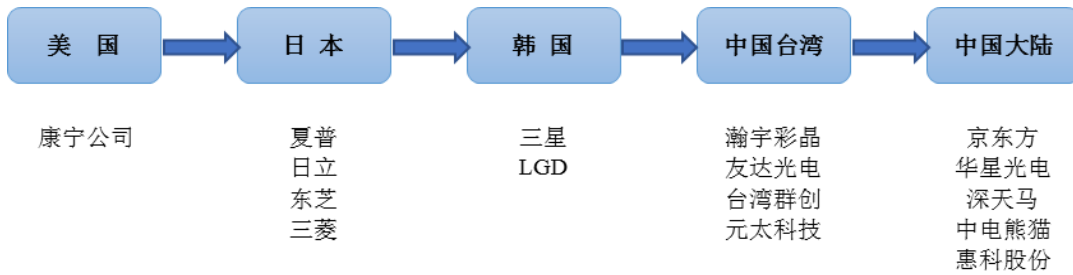 美 国
日 本
韩 国
中国台湾
中国大陆
康宁公司
夏普
日立
东芝
三菱
三星
LGD
瀚宇彩晶
友达光电
台湾群创
元太科技
京东方
华星光电
深天马
中电熊猫
惠科股份